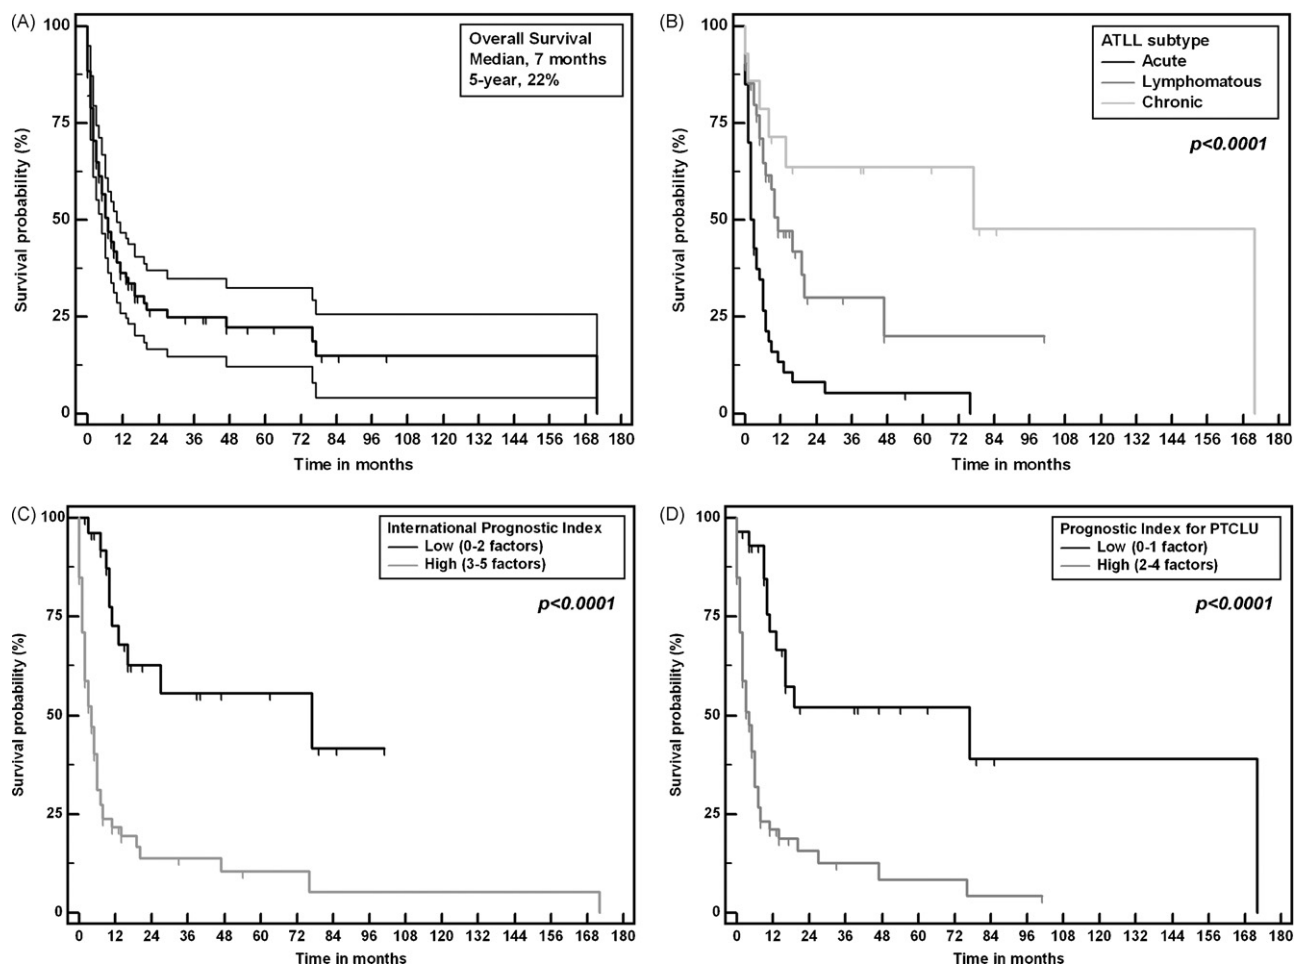 (A)
Overall Survival
Median, 7 months
5-year, 22%
Survival probability (%)
100
75
50
25
0
0 12 24 36 48 60 72 84 96 108 120 132 144 156 168 180
Time in months
(B)
ATLL subtype
Acute
Lymphomatous
Chronic
p<0.0001
Survival probability (%)
100
75
50
25
0
0 12 24 36 48 60 72 84 96 108 120 132 144 156 168 180
Time in months
(C)
International Prognostic Index
Low (0-2 factors)
High (3-5 factors)
p<0.0001
Survival probability (%)
100
75
50
25
0
0 12 24 36 48 60 72 84 96 108 120 132 144 156 168 180
Time in months
(D)
Prognostic Index for PTCLU
Low (0-1 factor)
High (2-4 factors)
p<0.0001
Survival probability (%)
100
75
50
25
0
0 12 24 36 48 60 72 84 96 108 120 132 144 156 168 180
Time in months